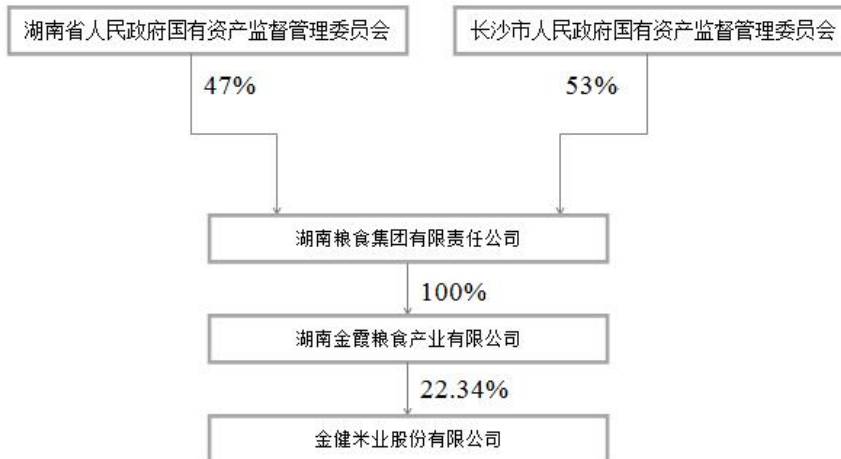 湖南省人民政府国有资产监督管理委员会
长沙市人民政府国有资产监督管理委员会
47%
53%
湖南粮食集团有限责任公司
100%
湖南金霞粮食产业有限公司
22.34%
金健米业股份有限公司